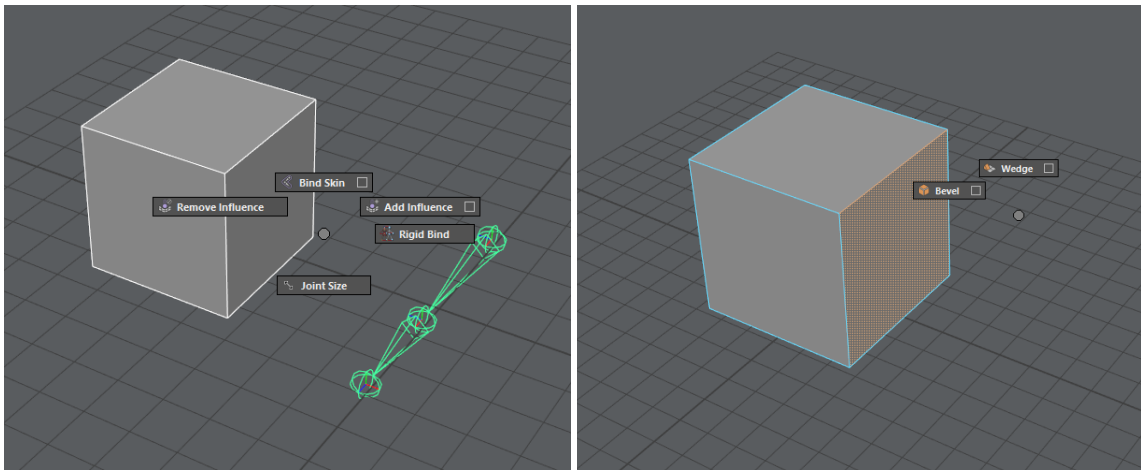 Bind Skin
Remove Influence
Add Influence
Rigid Bind
Joint Size
Wedge
Bevel